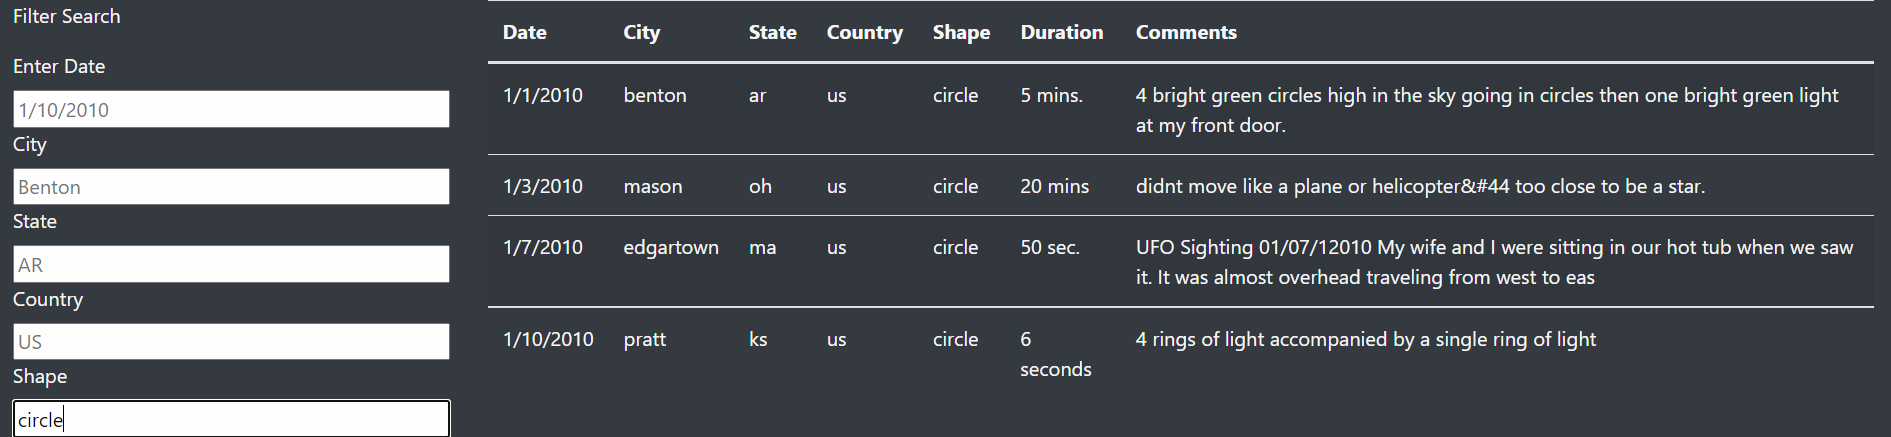 Filter Search
Enter Date
1/10/2010
City
Benton
State
AR
Country
US
Shape
circle
Date City State Country Shape Duration Comments
1/1/2010 benton ar us circle 5 mins. 4 bright green circles high in the sky going in circles then one bright green light
at my front door.
1/3/2010 mason oh us circle 20 mins didnt move like a plane or helicopter&#44 too close to be a star.
1/7/2010 edgartown ma us circle 50 sec. UFO Sighting 01/07/12010 My wife and I were sitting in our hot tub when we saw
it. It was almost overhead traveling from west to eas
1/10/2010 pratt ks us circle 6 4 rings of light accompanied by a single ring of light
seconds